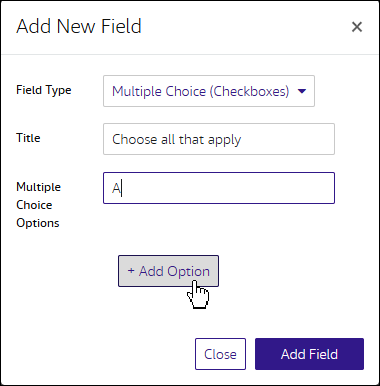 Add New Field ×
Field Type Multiple Choice (Checkboxes)
Title Choose all that apply
Multiple
Choice
Options
A
+ Add Option
Close Add Field